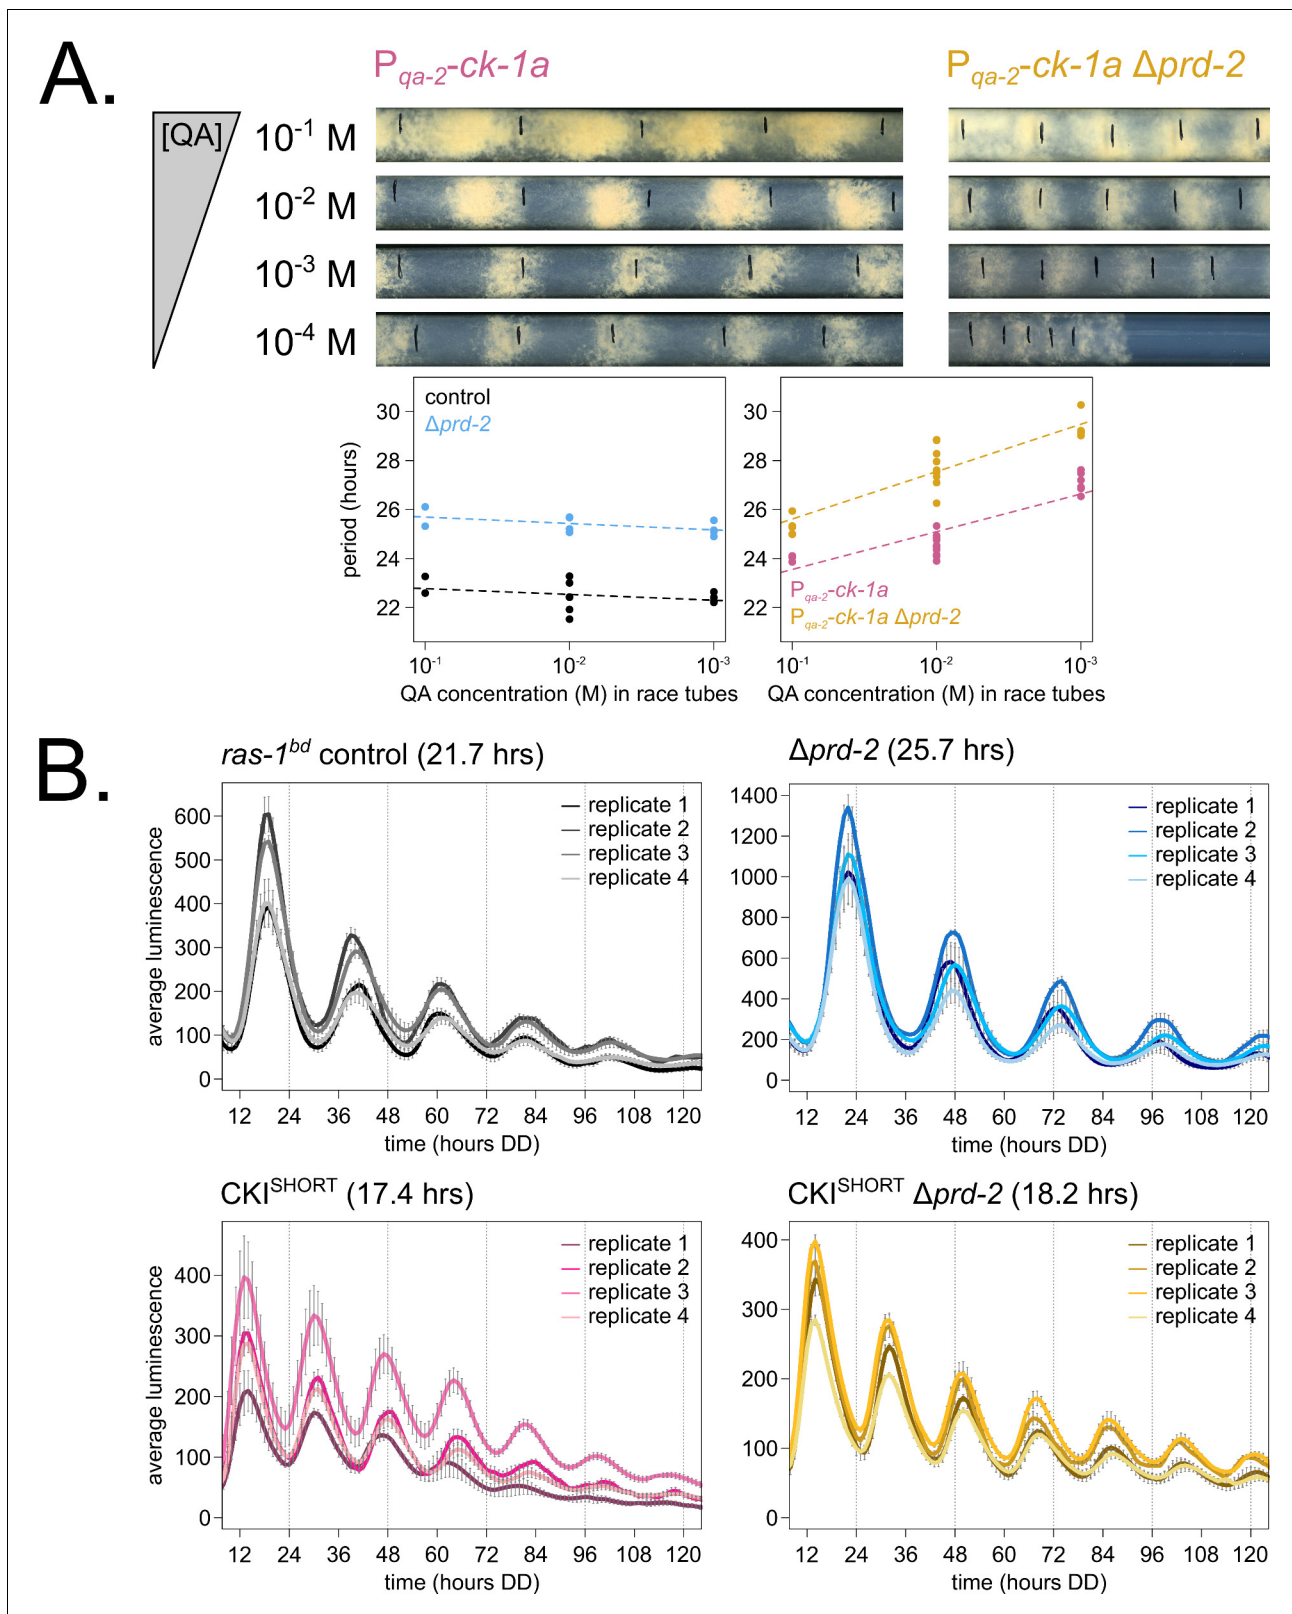 A.
P_qa-2-ck-1a
P_qa-2-ck-1a Δprd-2
[QA]
10⁻¹ M
10⁻² M
10⁻³ M
10⁻⁴ M
control
Δprd-2
period (hours)
30
28
26
24
22
10⁻¹ 10⁻² 10⁻³
QA concentration (M) in race tubes
30
28
26
24
22
P_qa-2-ck-1a
P_qa-2-ck-1a Δprd-2
10⁻¹ 10⁻² 10⁻³
QA concentration (M) in race tubes
B.
ras-1ᵇᵈ control (21.7 hrs)
replicate 1
replicate 2
replicate 3
replicate 4
average luminescence
600
500
400
300
200
100
0
12 24 36 48 60 72 84 96 108 120
time (hours DD)
Δprd-2 (25.7 hrs)
replicate 1
replicate 2
replicate 3
replicate 4
1400
1200
1000
800
600
400
200
0
12 24 36 48 60 72 84 96 108 120
time (hours DD)
CKI^SHORT (17.4 hrs)
replicate 1
replicate 2
replicate 3
replicate 4
average luminescence
400
300
200
100
0
12 24 36 48 60 72 84 96 108 120
time (hours DD)
CKI^SHORT Δprd-2 (18.2 hrs)
replicate 1
replicate 2
replicate 3
replicate 4
400
300
200
100
0
12 24 36 48 60 72 84 96 108 120
time (hours DD)